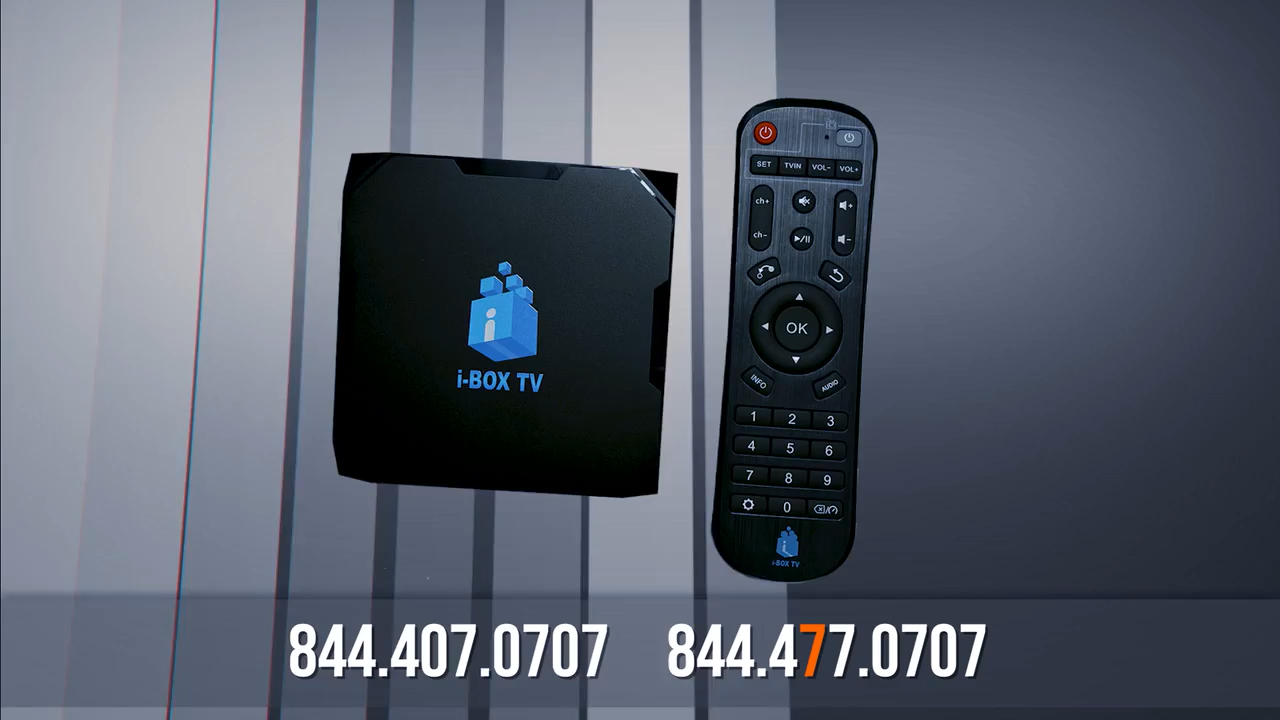 i-BOX TV
SET TVIN VOL- VOL+
ch+
ch-
OK
INFO AUDIO
1 2 3
4 5 6
7 8 9
0
i-BOX TV
844.407.0707 844.477.0707